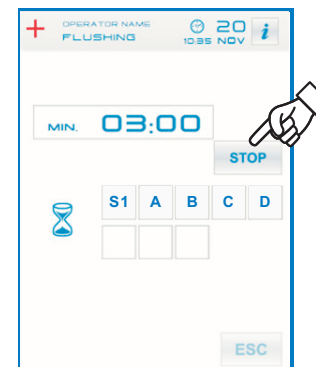 OPERATOR NAME
FLUSHING
20
10:35 NOV
i
MIN. 03:00
STOP
S1 A B C D
ESC